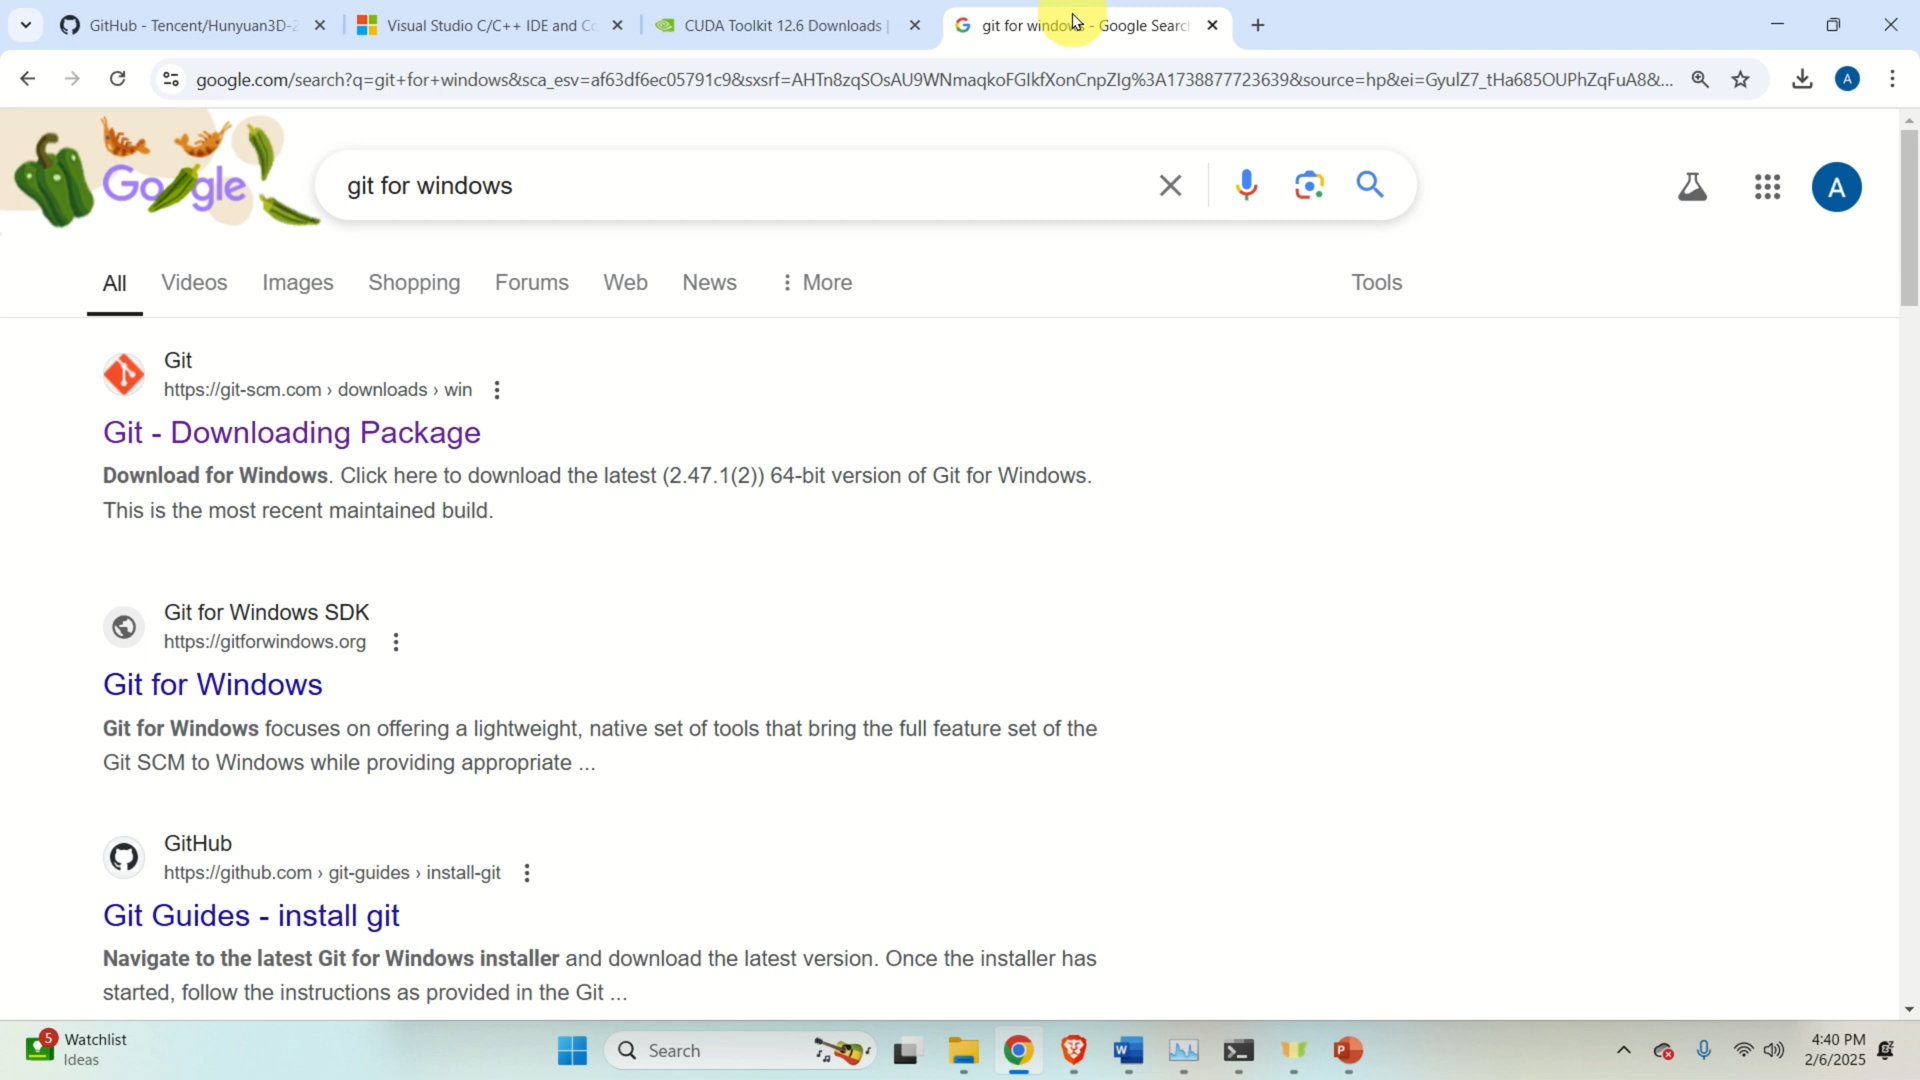 GitHub - Tencent/Hunyuan3D-2
Visual Studio C/C++ IDE and Co
CUDA Toolkit 12.6 Downloads |
git for windows - Google Search
google.com/search?q=git+for+windows&sca_esv=af63df6ec05791c9&sxsrf=AHTn8zqSOsAU9WNmaqkoFGIkfXonCnpZIg%3A1738877723639&source=hp&ei=GyulZ7_tHa685OUPhZqFuA8&...
A
Google
git for windows
A
All
Videos
Images
Shopping
Forums
Web
News
More
Tools
Git
https://git-scm.com › downloads › win
Git - Downloading Package
Download for Windows. Click here to download the latest (2.47.1(2)) 64-bit version of Git for Windows.
This is the most recent maintained build.
Git for Windows SDK
https://gitforwindows.org
Git for Windows
Git for Windows focuses on offering a lightweight, native set of tools that bring the full feature set of the
Git SCM to Windows while providing appropriate ...
GitHub
https://github.com › git-guides › install-git
Git Guides - install git
Navigate to the latest Git for Windows installer and download the latest version. Once the installer has
started, follow the instructions as provided in the Git ...
5
Watchlist
Ideas
Search
4:40 PM
2/6/2025